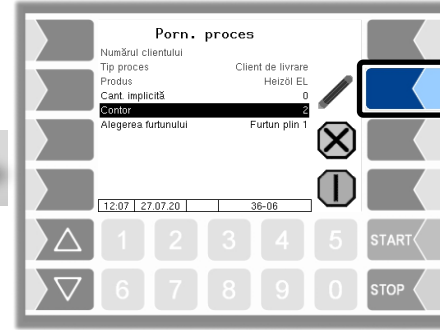 Porn. proces
Numărul clientului
Tip proces Client de livrare
Produs Heizöl EL
Cant. implicită 0
Contor 2
Alegerea furtunului Furtun plin 1
12:07 27.07.20 36-06
1 2 3 4 5 START
6 7 8 9 0 STOP